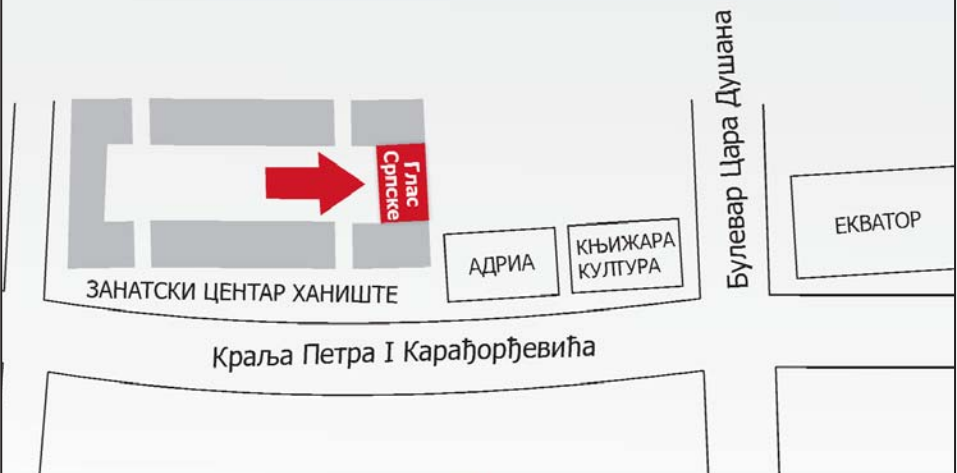 Булевар Цара Душана
Глас
Српске
ЕКВАТОР
КЊИЖАРА
КУЛТУРА
АДРИА
ЗАНАТСКИ ЦЕНТАР ХАНИШТЕ
Краља Петра I Карађорђевића